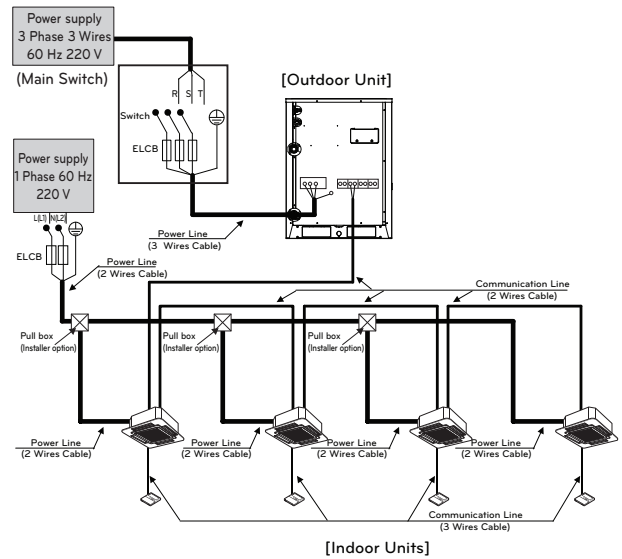 Power supply
3 Phase 3 Wires
60 Hz 220 V
(Main Switch)
[Outdoor Unit]
R S T
Switch
ELCB
Power supply
1 Phase 60 Hz
220 V
L(L1) N(L2)
ELCB
Power Line
(3 Wires Cable)
Power Line
(2 Wires Cable)
Communication Line
(2 Wires Cable)
Pull box
(Installer option)
Pull box
(Installer option)
Pull box
(Installer option)
Power Line
(2 Wires Cable)
Power Line
(2 Wires Cable)
Power Line
(2 Wires Cable)
Power Line
(2 Wires Cable)
Communication Line
(3 Wires Cable)
[Indoor Units]